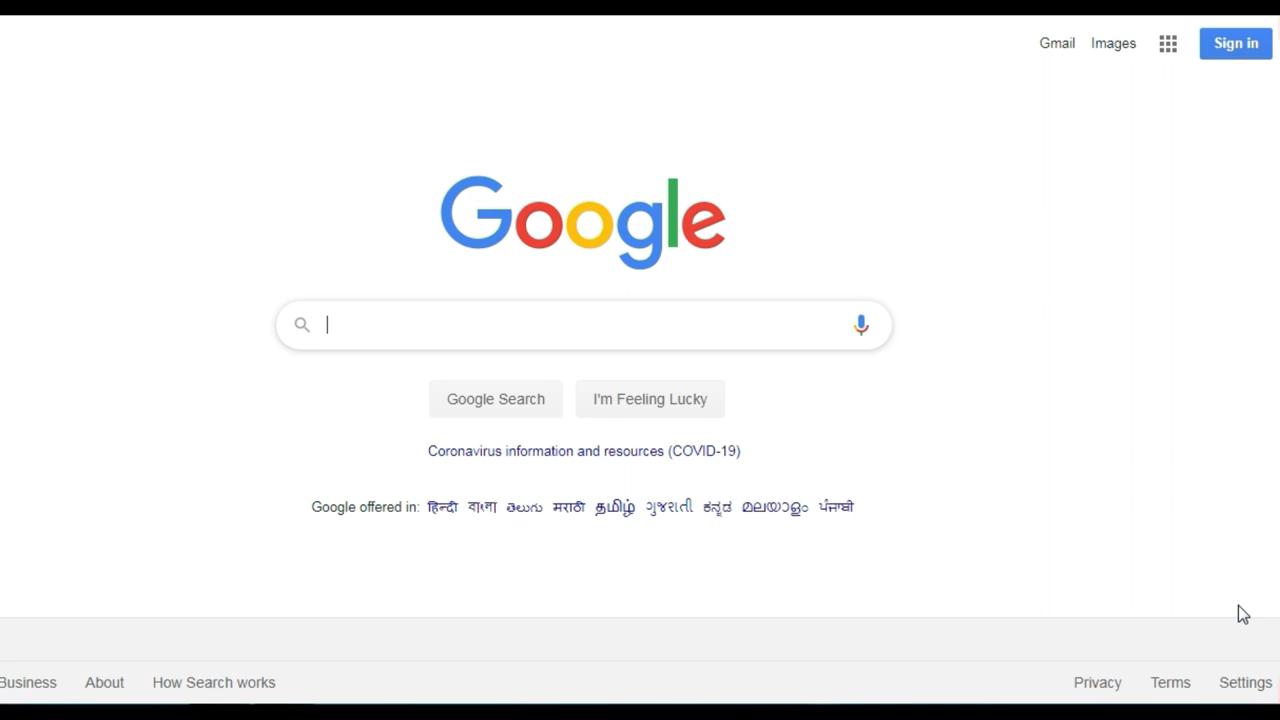 Gmail Images Sign in
Google
Google Search I'm Feeling Lucky
Coronavirus information and resources (COVID-19)
Google offered in: हिन्दी বাংলা తెలుగు मराठी தமிழ் ગુજરાતી ಕನ್ನಡ മലയാളം ਪੰਜਾਬੀ
Business About How Search works Privacy Terms Settings